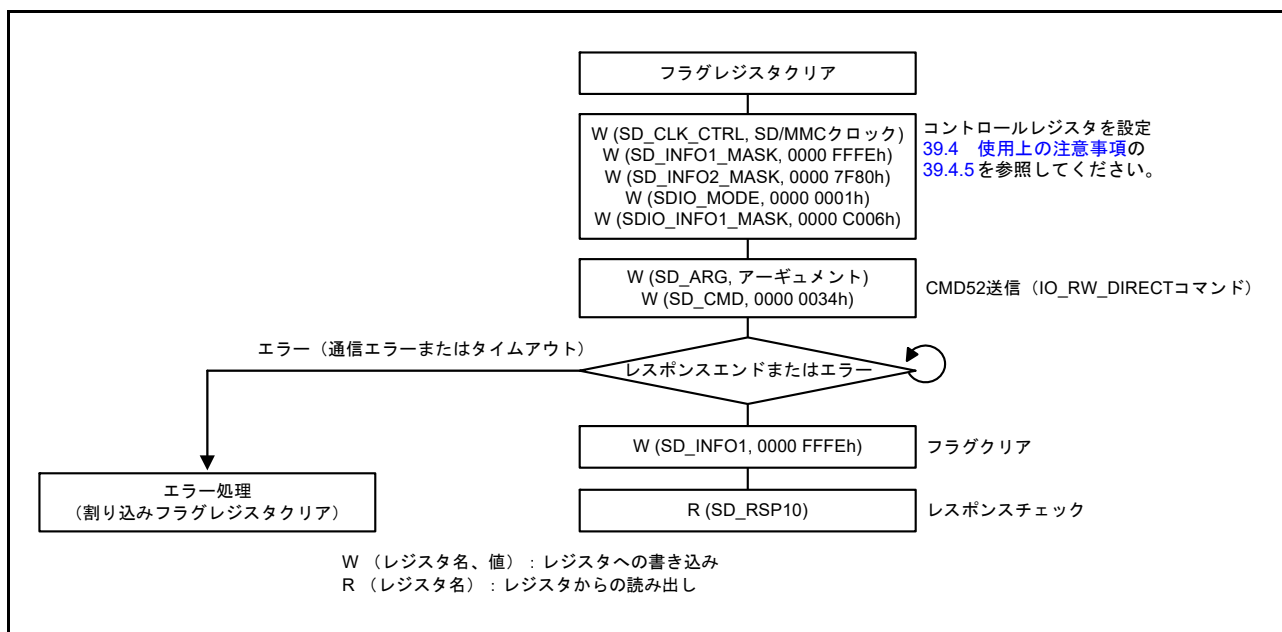 フラグレジスタクリア
W (SD_CLK_CTRL, SD/MMCクロック)
W (SD_INFO1_MASK, 0000 FFFEh)
W (SD_INFO2_MASK, 0000 7F80h)
W (SDIO_MODE, 0000 0001h)
W (SDIO_INFO1_MASK, 0000 C006h)
コントロールレジスタを設定
39.4 使用上の注意事項の
39.4.5を参照してください。
W (SD_ARG, アーギュメント)
W (SD_CMD, 0000 0034h)
CMD52送信（IO_RW_DIRECTコマンド）
エラー（通信エラーまたはタイムアウト）
レスポンスエンドまたはエラー
W (SD_INFO1, 0000 FFFEh)
フラグクリア
エラー処理
（割り込みフラグレジスタクリア）
R (SD_RSP10)
レスポンスチェック
W （レジスタ名、値）：レジスタへの書き込み
R （レジスタ名）：レジスタからの読み出し